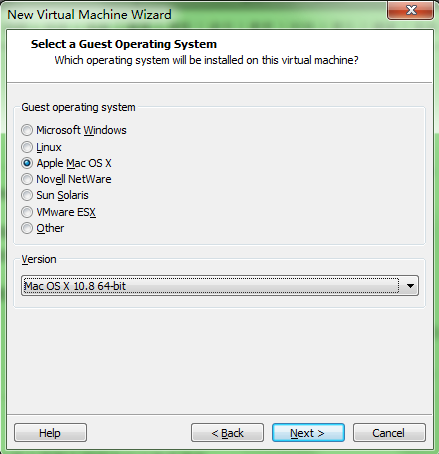 New Virtual Machine Wizard
Select a Guest Operating System
Which operating system will be installed on this virtual machine?
Guest operating system
Microsoft Windows
Linux
Apple Mac OS X
Novell NetWare
Sun Solaris
VMware ESX
Other
Version
Mac OS X 10.8 64-bit
Help
< Back
Next >
Cancel